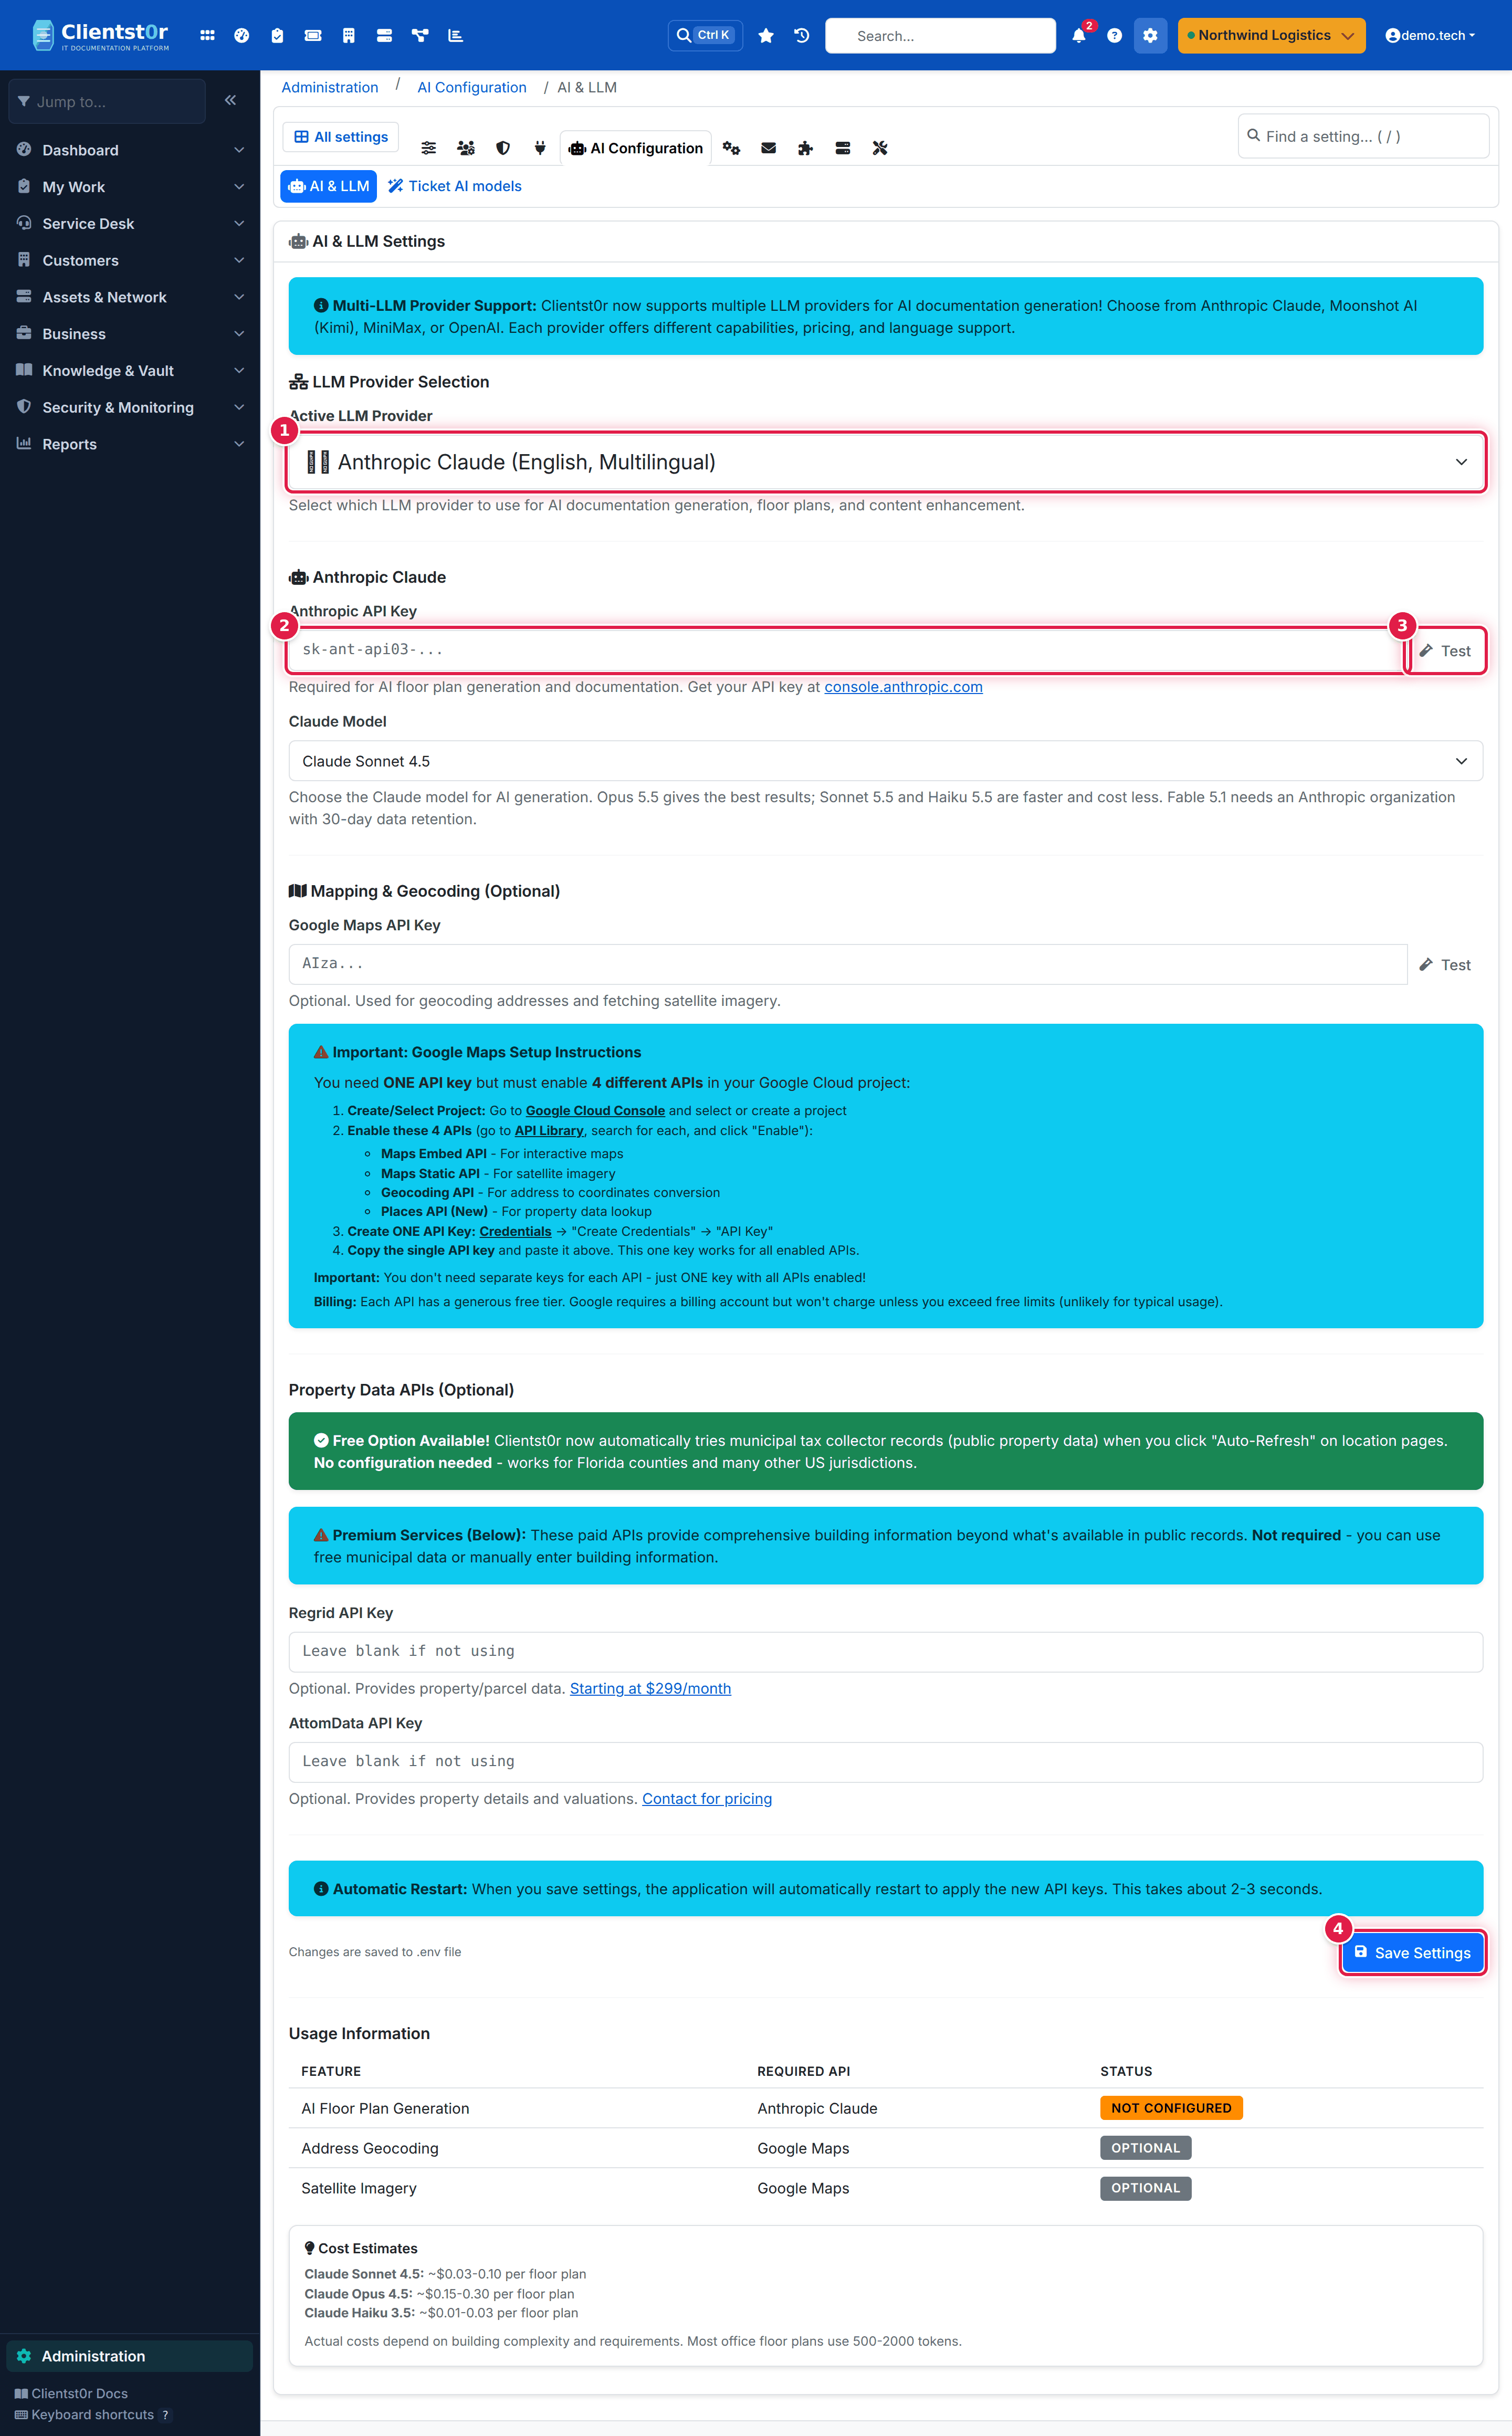 Clientst0r
IT DOCUMENTATION PLATFORM
Ctrl K
Search...
2
Northwind Logistics
demo.tech
Jump to...
Dashboard
My Work
Service Desk
Customers
Assets & Network
Business
Knowledge & Vault
Security & Monitoring
Reports
Administration / AI Configuration / AI & LLM
All settings
AI Configuration
Find a setting... ( / )
AI & LLM
Ticket AI models
AI & LLM Settings
Multi-LLM Provider Support: Clientst0r now supports multiple LLM providers for AI documentation generation! Choose from Anthropic Claude, Moonshot AI
(Kimi), MiniMax, or OpenAI. Each provider offers different capabilities, pricing, and language support.
LLM Provider Selection
Active LLM Provider
1
Anthropic Claude (English, Multilingual)
Select which LLM provider to use for AI documentation generation, floor plans, and content enhancement.
Anthropic Claude
Anthropic API Key
2
sk-ant-api03-...
3
Test
Required for AI floor plan generation and documentation. Get your API key at console.anthropic.com
Claude Model
Claude Sonnet 4.5
Choose the Claude model for AI generation. Opus 5.5 gives the best results; Sonnet 5.5 and Haiku 5.5 are faster and cost less. Fable 5.1 needs an Anthropic organization
with 30-day data retention.
Mapping & Geocoding (Optional)
Google Maps API Key
AIza...
Test
Optional. Used for geocoding addresses and fetching satellite imagery.
Important: Google Maps Setup Instructions
You need ONE API key but must enable 4 different APIs in your Google Cloud project:
1. Create/Select Project: Go to Google Cloud Console and select or create a project
2. Enable these 4 APIs (go to API Library, search for each, and click "Enable"):
Maps Embed API - For interactive maps
Maps Static API - For satellite imagery
Geocoding API - For address to coordinates conversion
Places API (New) - For property data lookup
3. Create ONE API Key: Credentials → "Create Credentials" → "API Key"
4. Copy the single API key and paste it above. This one key works for all enabled APIs.
Important: You don't need separate keys for each API - just ONE key with all APIs enabled!
Billing: Each API has a generous free tier. Google requires a billing account but won't charge unless you exceed free limits (unlikely for typical usage).
Property Data APIs (Optional)
Free Option Available! Clientst0r now automatically tries municipal tax collector records (public property data) when you click "Auto-Refresh" on location pages.
No configuration needed - works for Florida counties and many other US jurisdictions.
Premium Services (Below): These paid APIs provide comprehensive building information beyond what's available in public records. Not required - you can use
free municipal data or manually enter building information.
Regrid API Key
Leave blank if not using
Optional. Provides property/parcel data. Starting at $299/month
AttomData API Key
Leave blank if not using
Optional. Provides property details and valuations. Contact for pricing
Automatic Restart: When you save settings, the application will automatically restart to apply the new API keys. This takes about 2-3 seconds.
Changes are saved to .env file
4
Save Settings
Usage Information
FEATURE REQUIRED API STATUS
AI Floor Plan Generation Anthropic Claude NOT CONFIGURED
Address Geocoding Google Maps OPTIONAL
Satellite Imagery Google Maps OPTIONAL
Cost Estimates
Claude Sonnet 4.5: ~$0.03-0.10 per floor plan
Claude Opus 4.5: ~$0.15-0.30 per floor plan
Claude Haiku 3.5: ~$0.01-0.03 per floor plan
Actual costs depend on building complexity and requirements. Most office floor plans use 500-2000 tokens.
Administration
Clientst0r Docs
Keyboard shortcuts ?